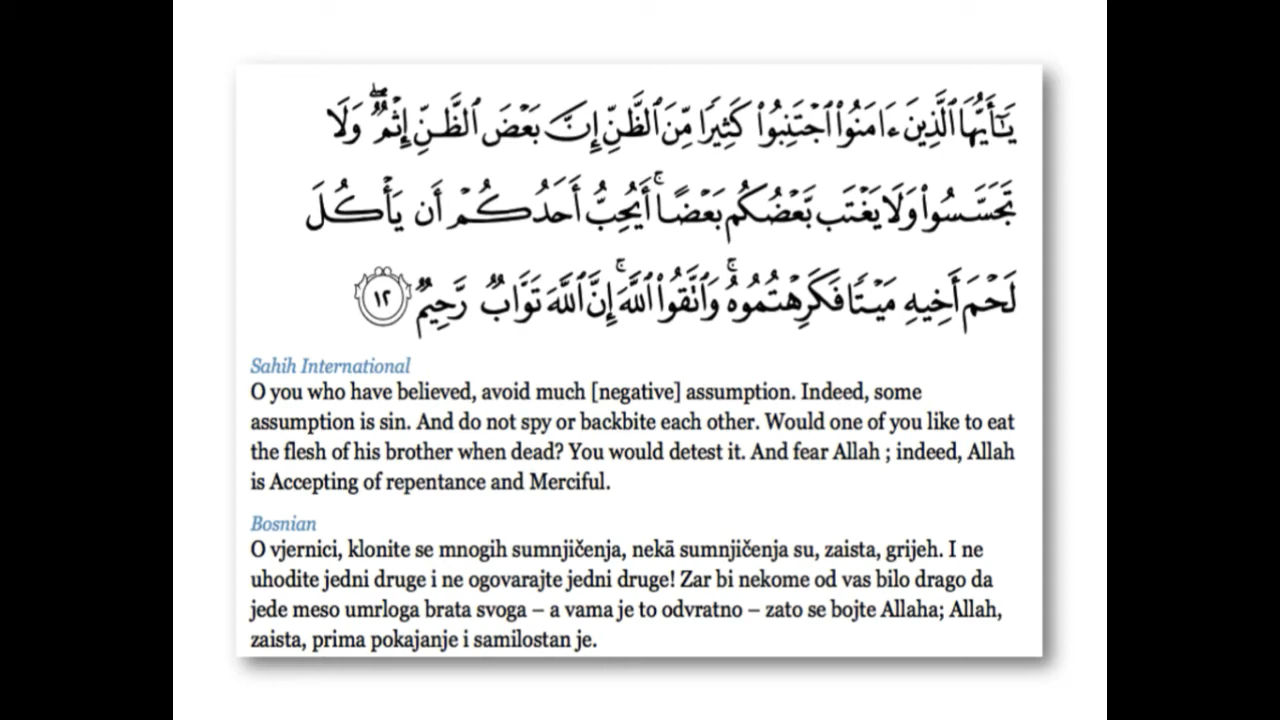 يَـٰٓأَيُّهَا ٱلَّذِينَ ءَامَنُوا۟ ٱجْتَنِبُوا۟ كَثِيرًا مِّنَ ٱلظَّنِّ إِنَّ بَعْضَ ٱلظَّنِّ إِثْمٌ ۖ وَلَا
تَجَسَّسُوا۟ وَلَا يَغْتَب بَّعْضُكُم بَعْضًا ۚ أَيُحِبُّ أَحَدُكُمْ أَن يَأْكُلَ
لَحْمَ أَخِيهِ مَيْتًا فَكَرِهْتُمُوهُ ۚ وَٱتَّقُوا۟ ٱللَّهَ ۚ إِنَّ ٱللَّهَ تَوَّابٌ رَّحِيمٌ ١٢
Sahih International
O you who have believed, avoid much [negative] assumption. Indeed, some
assumption is sin. And do not spy or backbite each other. Would one of you like to eat
the flesh of his brother when dead? You would detest it. And fear Allah ; indeed, Allah
is Accepting of repentance and Merciful.
Bosnian
O vjernici, klonite se mnogih sumnjičenja, nekā sumnjičenja su, zaista, grijeh. I ne
uhodite jedni druge i ne ogovarajte jedni druge! Zar bi nekome od vas bilo drago da
jede meso umrloga brata svoga – a vama je to odvratno – zato se bojte Allaha; Allah,
zaista, prima pokajanje i samilostan je.